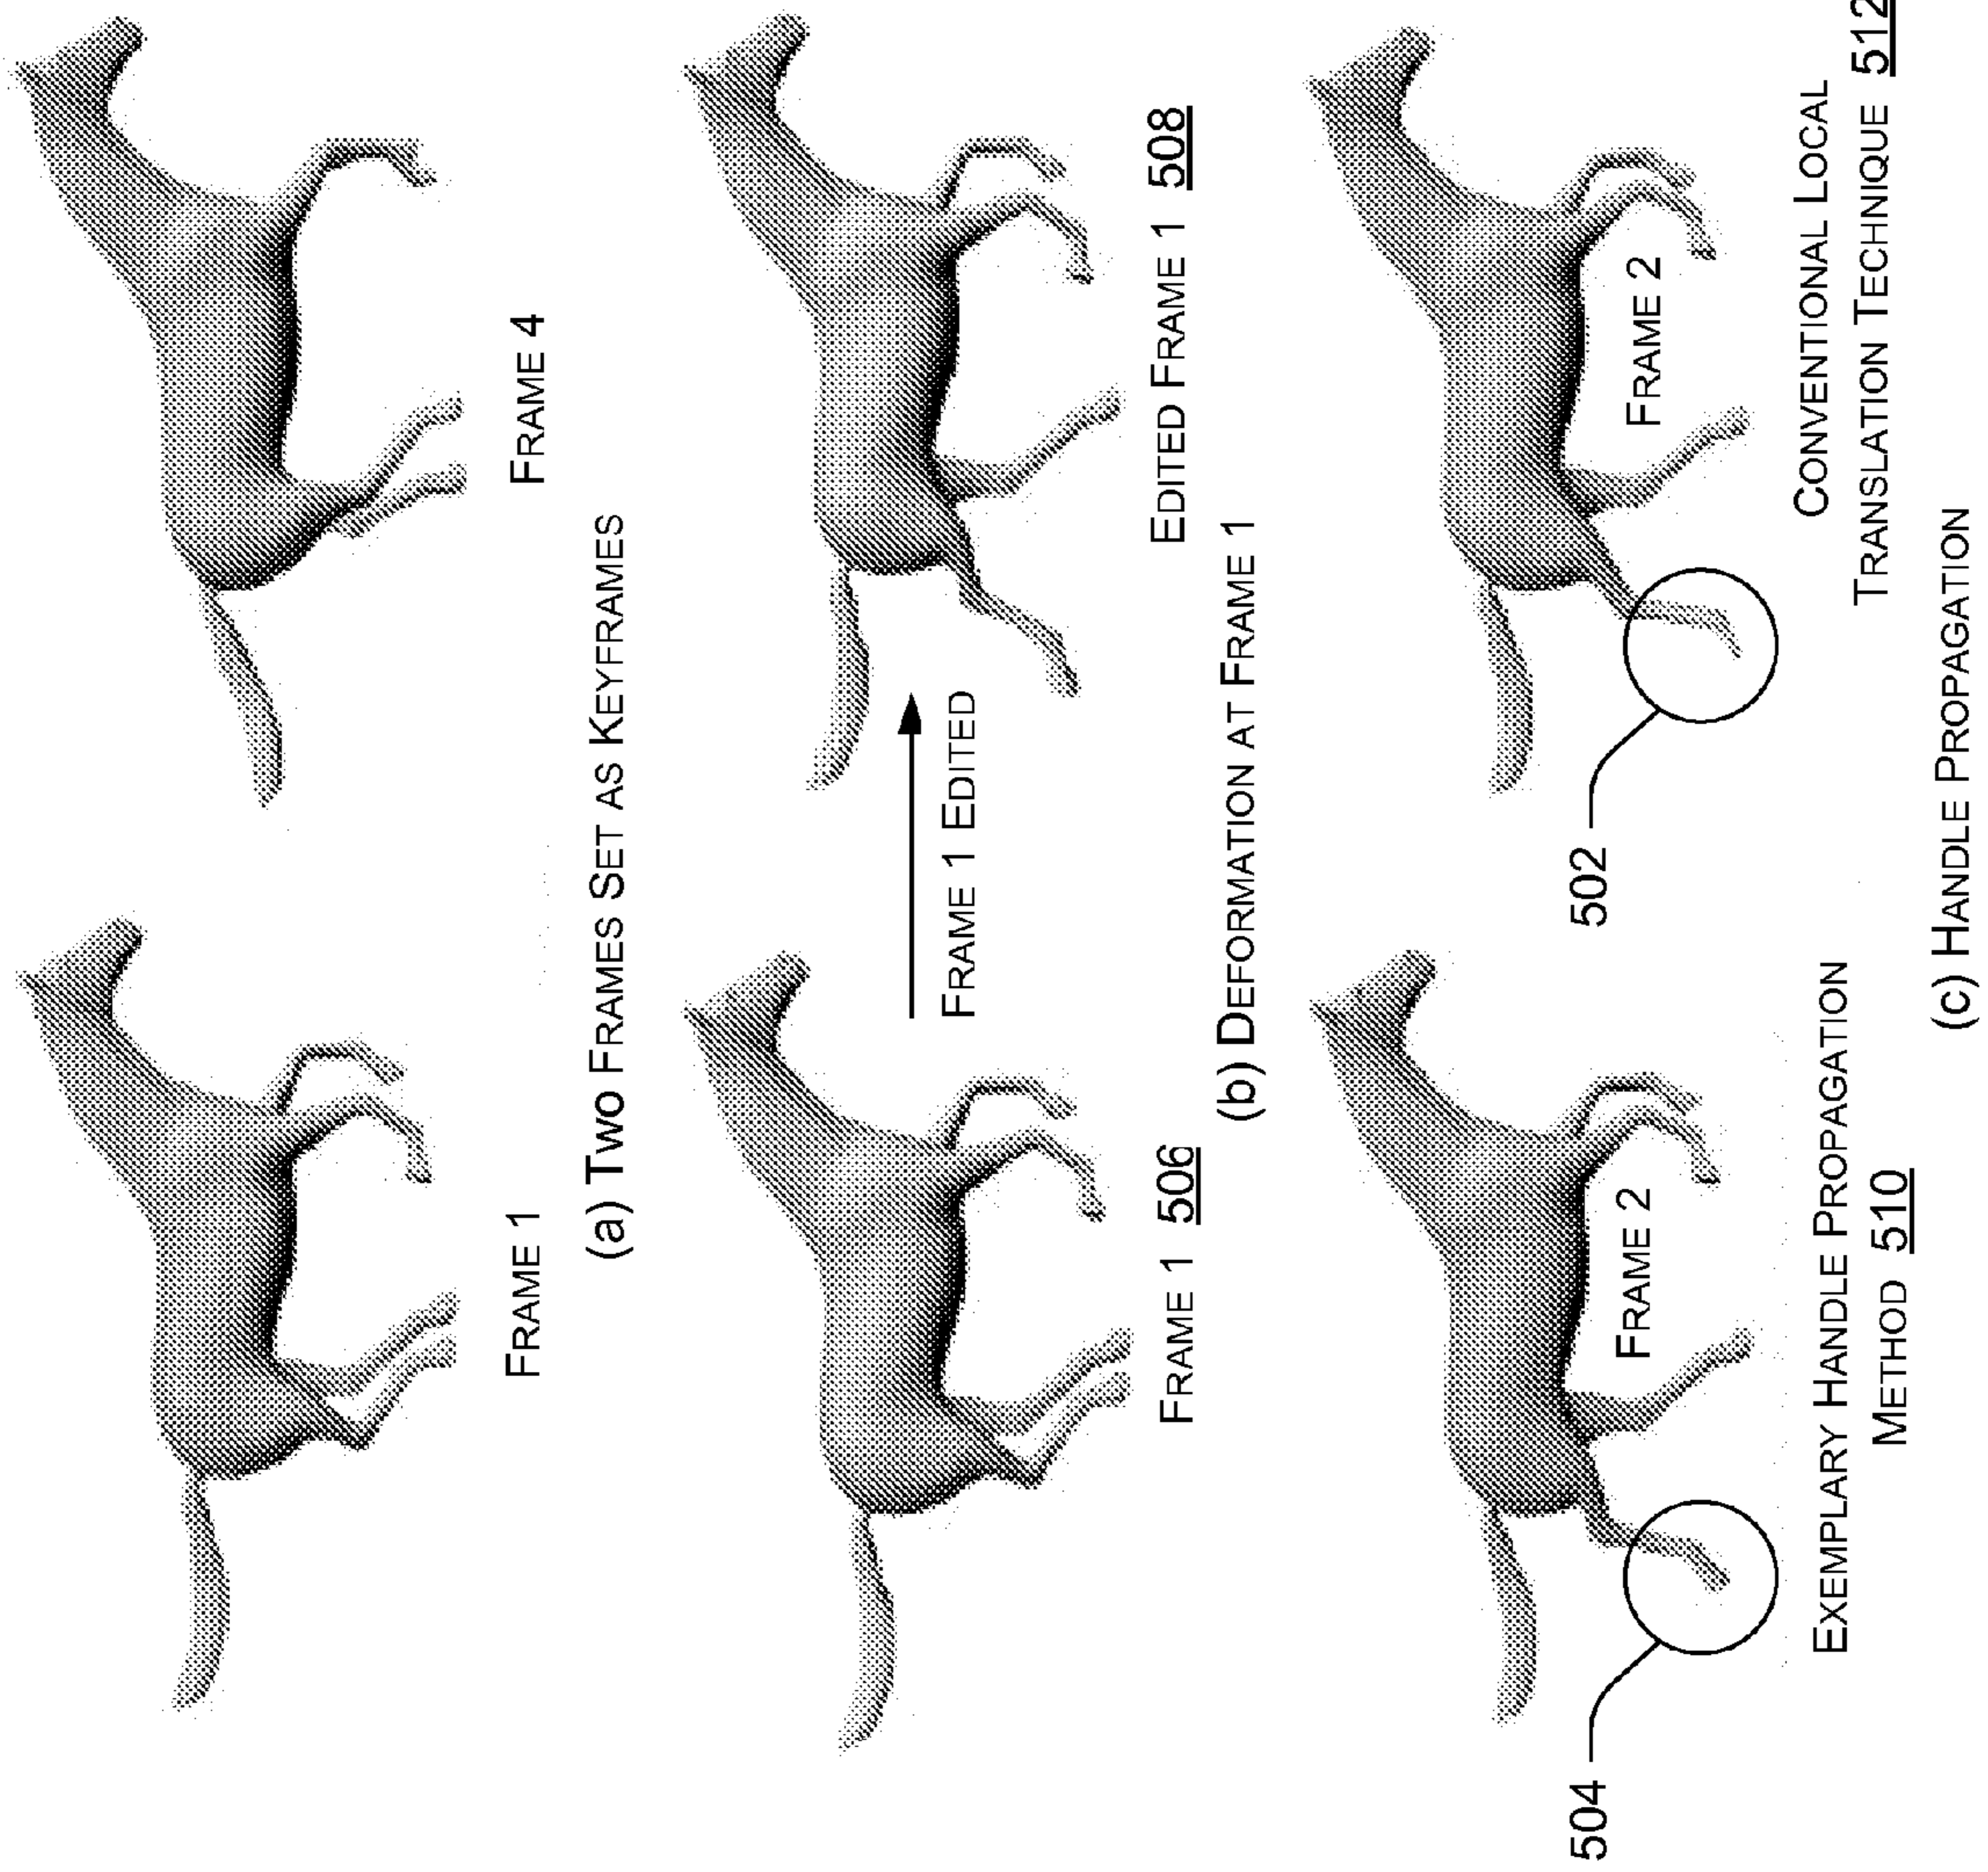 FRAME 1
FRAME 4
(a) TWO FRAMES SET AS KEYFRAMES
FRAME 1 EDITED
FRAME 1 506
EDITED FRAME 1 508
(b) DEFORMATION AT FRAME 1
504
FRAME 2
502
FRAME 2
EXEMPLARY HANDLE PROPAGATION
METHOD 510
CONVENTIONAL LOCAL
TRANSLATION TECHNIQUE 512
(c) HANDLE PROPAGATION